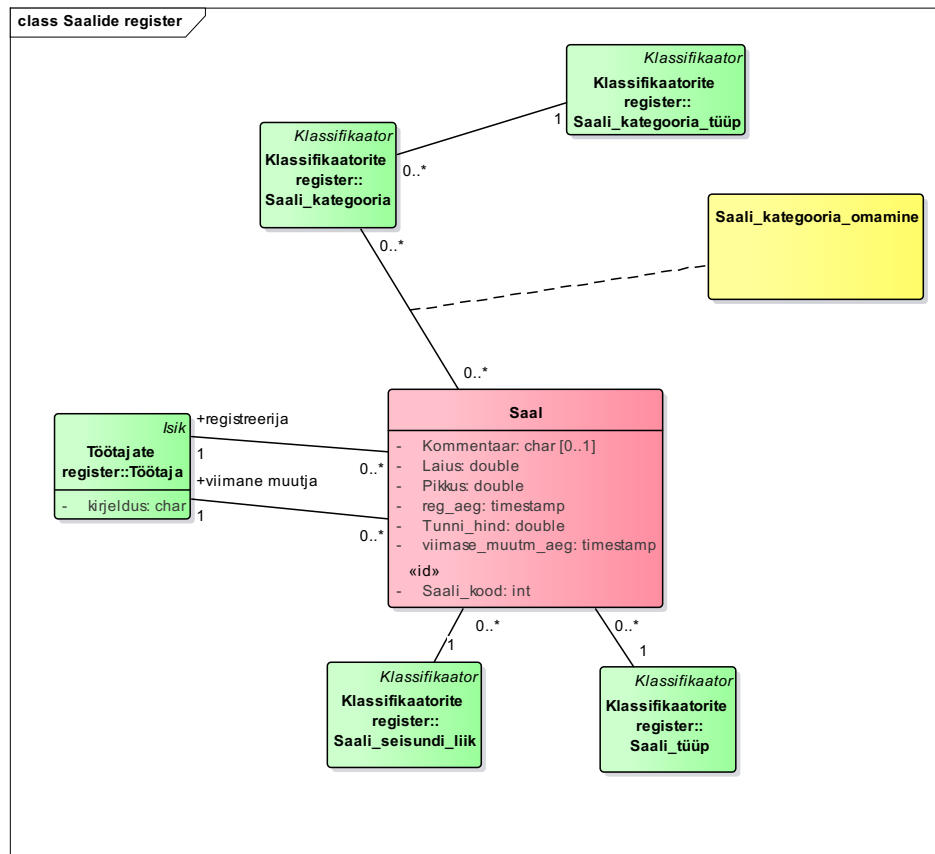 class Saalide register
Klassifikaator
Klassifikaatorite
register::
Saali_kategooria_tüüp
1
Klassifikaator
Klassifikaatorite
register::
Saali_kategooria
0..*
0..*
Saali_kategooria_omamine
0..*
Saal
- Kommentaar: char [0..1]
- Laius: double
- Pikkus: double
- reg_aeg: timestamp
- Tunni_hind: double
- viimase_muutm_aeg: timestamp
«id»
- Saali_kood: int
Isik
Töötajate
register::Töötaja
- kirjeldus: char
+registreerija
1
0..*
+viimane muutja
1
0..*
0..*
1
0..*
1
Klassifikaator
Klassifikaatorite
register::
Saali_seisundi_liik
Klassifikaator
Klassifikaatorite
register::
Saali_tüüp